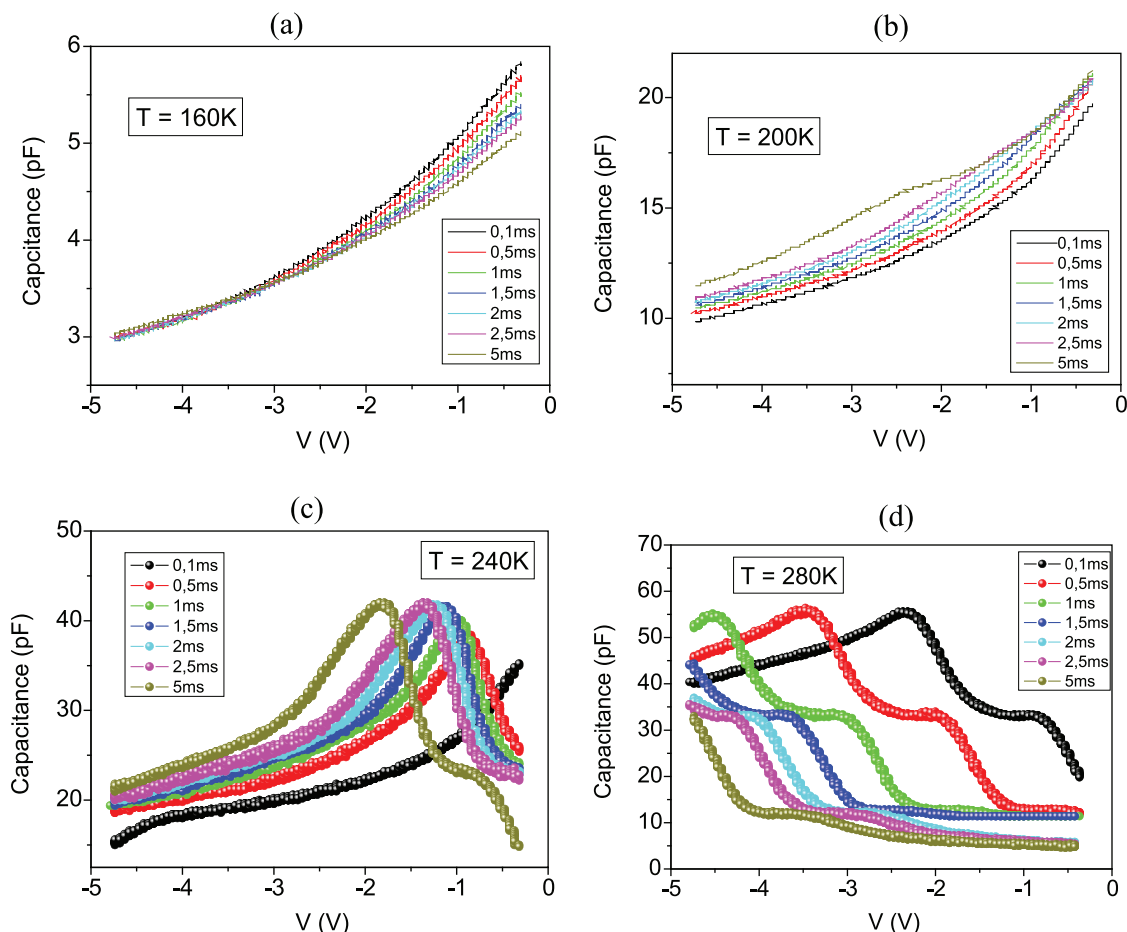 (a)
6
5
4
3
Capcitance (pF)
T = 160K
0,1ms
0,5ms
1ms
1,5ms
2ms
2,5ms
5ms
-5 -4 -3 -2 -1 0
V (V)
(b)
20
15
10
Capacitance (pF)
T = 200K
0,1ms
0,5ms
1ms
1,5ms
2ms
2,5ms
5ms
-5 -4 -3 -2 -1 0
V (V)
(c)
50
40
30
20
Capacitance (pF)
0,1ms
0,5ms
1ms
1,5ms
2ms
2,5ms
5ms
T = 240K
-5 -4 -3 -2 -1 0
V (V)
(d)
70
60
50
40
30
20
10
0
Capacitance (pF)
T = 280K
0,1ms
0,5ms
1ms
1,5ms
2ms
2,5ms
5ms
-5 -4 -3 -2 -1 0
V (V)